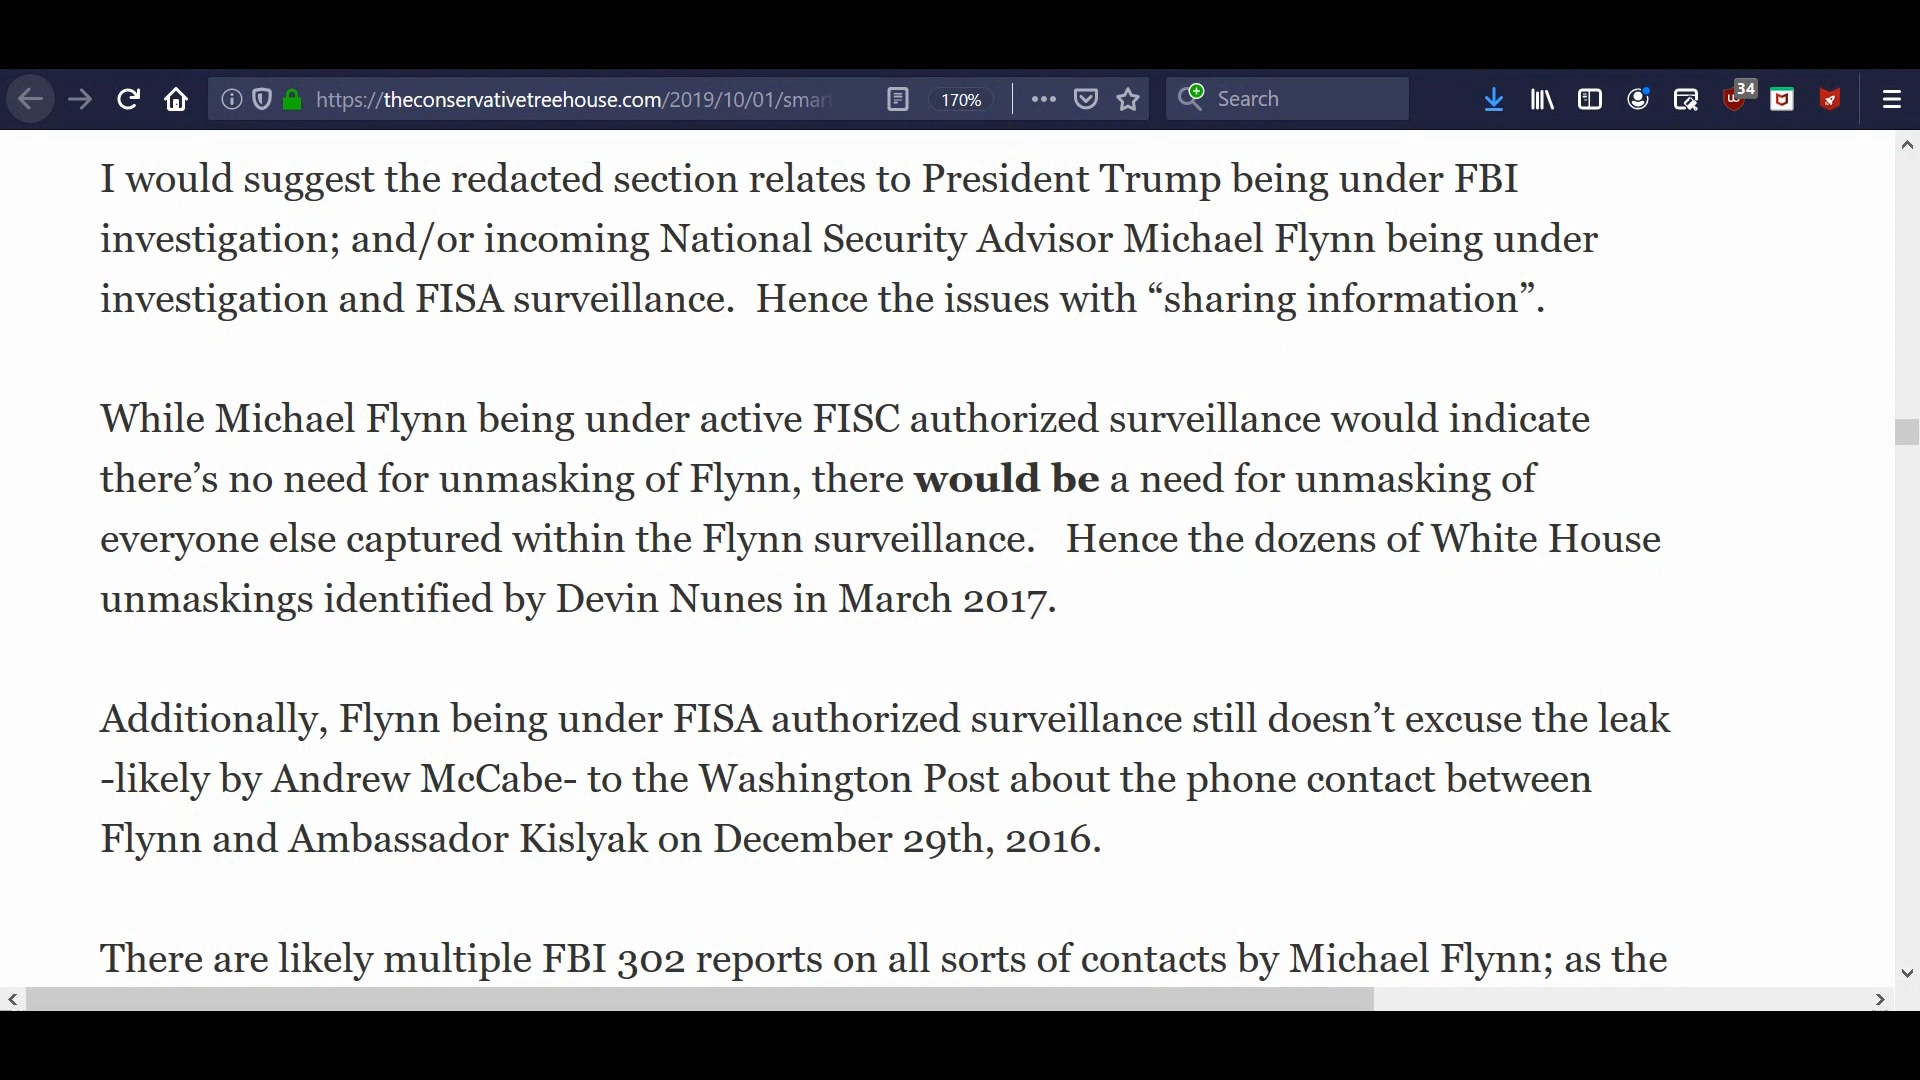 https://theconservativetreehouse.com/2019/10/01/smar
170%
Search
34
I would suggest the redacted section relates to President Trump being under FBI
investigation; and/or incoming National Security Advisor Michael Flynn being under
investigation and FISA surveillance.  Hence the issues with “sharing information”.
While Michael Flynn being under active FISC authorized surveillance would indicate
there’s no need for unmasking of Flynn, there would be a need for unmasking of
everyone else captured within the Flynn surveillance.   Hence the dozens of White House
unmaskings identified by Devin Nunes in March 2017.
Additionally, Flynn being under FISA authorized surveillance still doesn’t excuse the leak
-likely by Andrew McCabe- to the Washington Post about the phone contact between
Flynn and Ambassador Kislyak on December 29th, 2016.
There are likely multiple FBI 302 reports on all sorts of contacts by Michael Flynn; as the